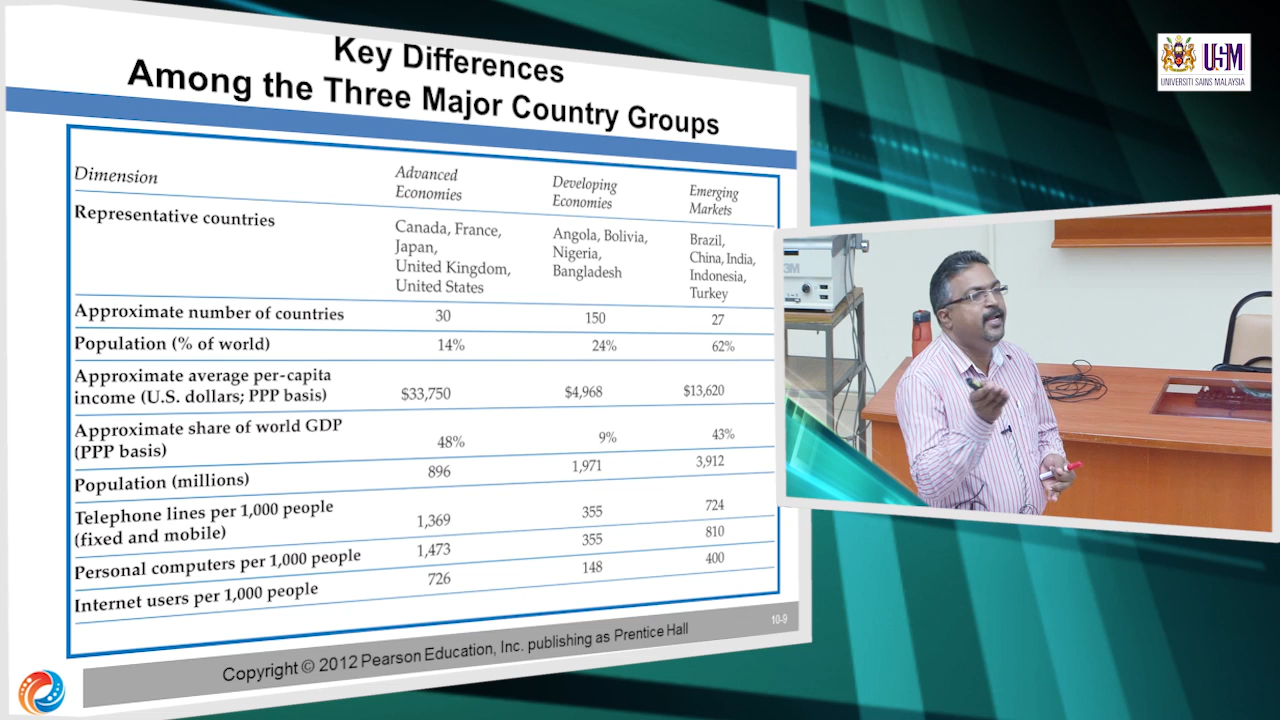 Key Differences
Among the Three Major Country Groups
Dimension Advanced Economies Developing Economies Emerging Markets
Representative countries Canada, France, Japan, United Kingdom, United States Angola, Bolivia, Nigeria, Bangladesh Brazil, China, India, Indonesia, Turkey
Approximate number of countries 30 150 27
Population (% of world) 14% 24% 62%
Approximate average per-capita income (U.S. dollars; PPP basis) $33,750 $4,968 $13,620
Approximate share of world GDP (PPP basis) 48% 9% 43%
Population (millions) 896 1,971 3,912
Telephone lines per 1,000 people (fixed and mobile) 1,369 355 724
Personal computers per 1,000 people 1,473 355 810
Internet users per 1,000 people 726 148 400
Copyright © 2012 Pearson Education, Inc. publishing as Prentice Hall
10-9
USM
UNIVERSITI SAINS MALAYSIA
3M